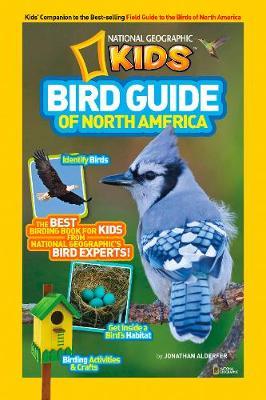 Kids' Companion to the Best-selling Field Guide to the Birds of North America
NATIONAL GEOGRAPHIC
KIDS
BIRD GUIDE
OF NORTH AMERICA
Identify Birds
THE BEST
BIRDING BOOK FOR KIDS
FROM
NATIONAL GEOGRAPHIC'S
BIRD EXPERTS!
Get Inside a
Bird's Habitat
by JONATHAN ALDERFER
Birding Activities
& Crafts
NATIONAL
GEOGRAPHIC